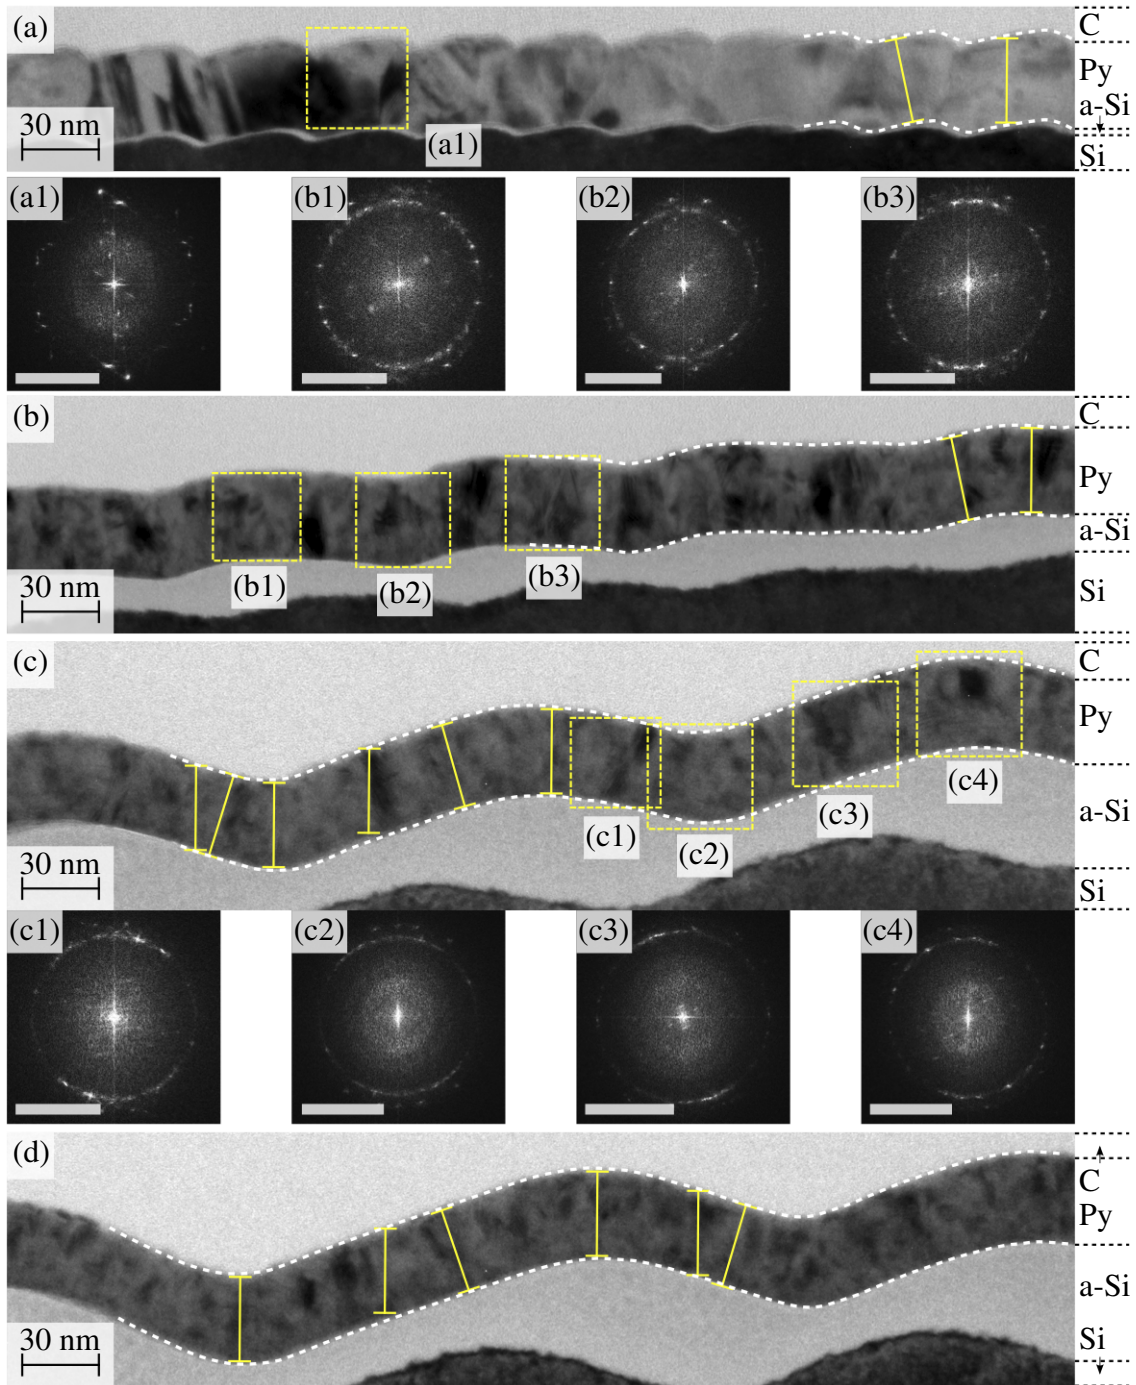 (a)
C
Py
a-Si
Si
30 nm
(a1)
(a1)
(b1)
(b2)
(b3)
(b)
C
Py
a-Si
Si
(b1)
(b2)
(b3)
30 nm
(c)
C
Py
a-Si
Si
(c1)
(c2)
(c3)
(c4)
30 nm
(c1)
(c2)
(c3)
(c4)
(d)
C
Py
a-Si
Si
30 nm